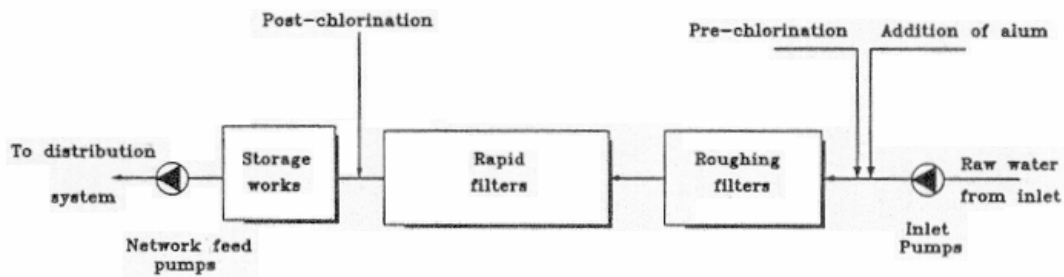 Post-chlorination
Pre-chlorination
Addition of alum
To distribution
system
Storage
works
Rapid
filters
Roughing
filters
Raw water
from inlet
Network feed
pumps
Inlet
Pumps